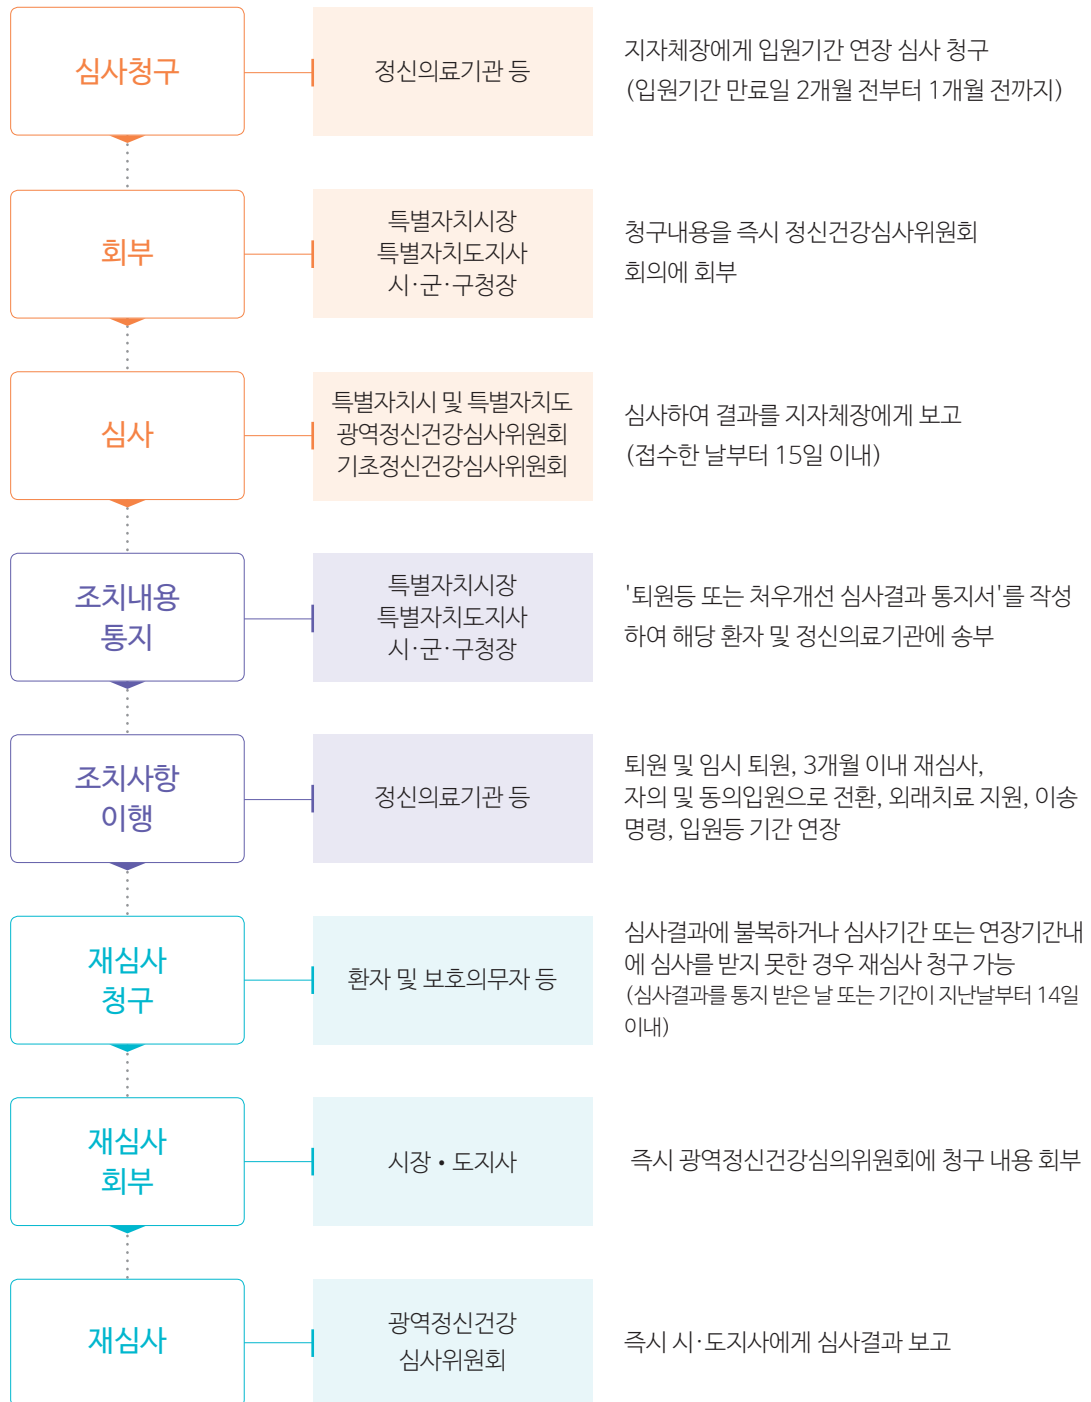 심사청구
정신의료기관 등
지자체장에게 입원기간 연장 심사 청구
(입원기간 만료일 2개월 전부터 1개월 전까지)
회부
특별자치시장
특별자치도지사
시·군·구청장
청구내용을 즉시 정신건강심사위원회
회의에 회부
심사
특별자치시 및 특별자치도
광역정신건강심사위원회
기초정신건강심사위원회
심사하여 결과를 지자체장에게 보고
(접수한 날부터 15일 이내)
조치내용
통지
특별자치시장
특별자치도지사
시·군·구청장
'퇴원등 또는 처우개선 심사결과 통지서'를 작성
하여 해당 환자 및 정신의료기관에 송부
조치사항
이행
정신의료기관 등
퇴원 및 임시 퇴원, 3개월 이내 재심사,
자의 및 동의입원으로 전환, 외래치료 지원, 이송
명령, 입원등 기간 연장
재심사
청구
환자 및 보호의무자 등
심사결과에 불복하거나 심사기간 또는 연장기간내
에 심사를 받지 못한 경우 재심사 청구 가능
(심사결과를 통지 받은 날 또는 기간이 지난날부터 14일
이내)
재심사
회부
시장 • 도지사
즉시 광역정신건강심의위원회에 청구 내용 회부
재심사
광역정신건강
심사위원회
즉시 시·도지사에게 심사결과 보고